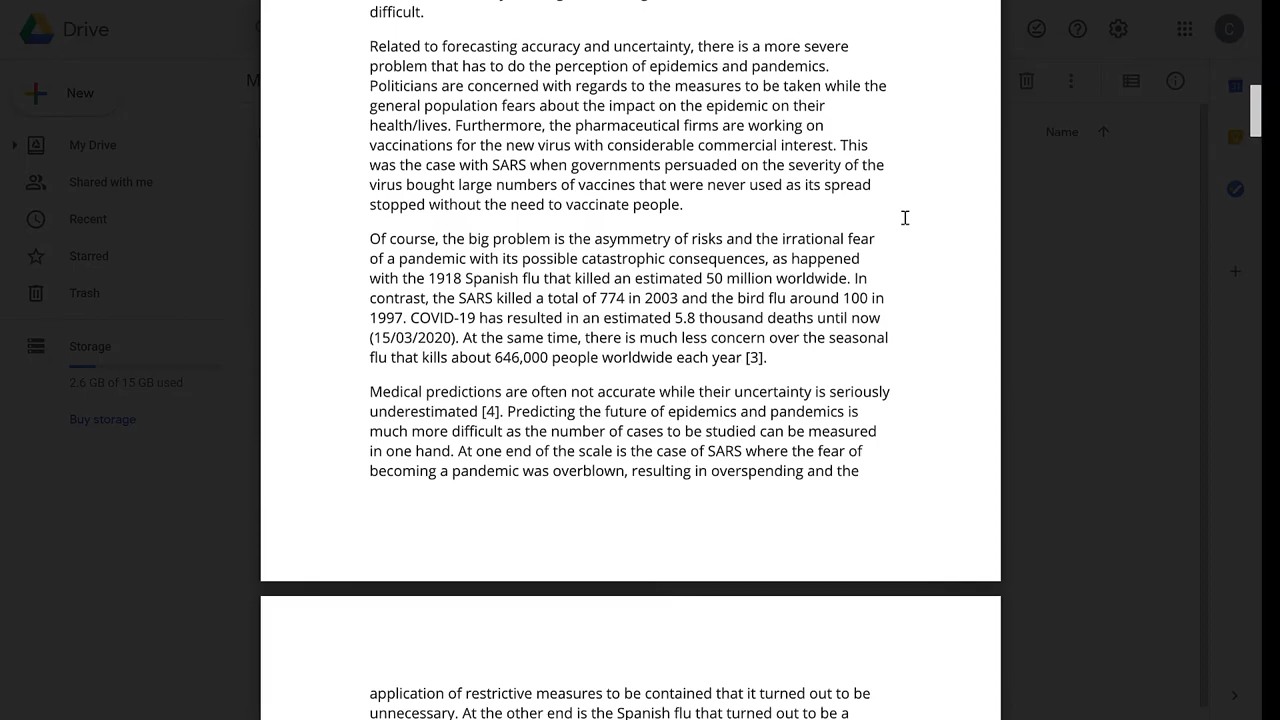 Drive
New
My Drive
Shared with me
Recent
Starred
Trash
Storage
2.6 GB of 15 GB used
Buy storage
M
C
Name
difficult.
Related to forecasting accuracy and uncertainty, there is a more severe
problem that has to do the perception of epidemics and pandemics.
Politicians are concerned with regards to the measures to be taken while the
general population fears about the impact on the epidemic on their
health/lives. Furthermore, the pharmaceutical firms are working on
vaccinations for the new virus with considerable commercial interest. This
was the case with SARS when governments persuaded on the severity of the
virus bought large numbers of vaccines that were never used as its spread
stopped without the need to vaccinate people.
Of course, the big problem is the asymmetry of risks and the irrational fear
of a pandemic with its possible catastrophic consequences, as happened
with the 1918 Spanish flu that killed an estimated 50 million worldwide. In
contrast, the SARS killed a total of 774 in 2003 and the bird flu around 100 in
1997. COVID-19 has resulted in an estimated 5.8 thousand deaths until now
(15/03/2020). At the same time, there is much less concern over the seasonal
flu that kills about 646,000 people worldwide each year [3].
Medical predictions are often not accurate while their uncertainty is seriously
underestimated [4]. Predicting the future of epidemics and pandemics is
much more difficult as the number of cases to be studied can be measured
in one hand. At one end of the scale is the case of SARS where the fear of
becoming a pandemic was overblown, resulting in overspending and the
application of restrictive measures to be contained that it turned out to be
unnecessary. At the other end is the Spanish flu that turned out to be a